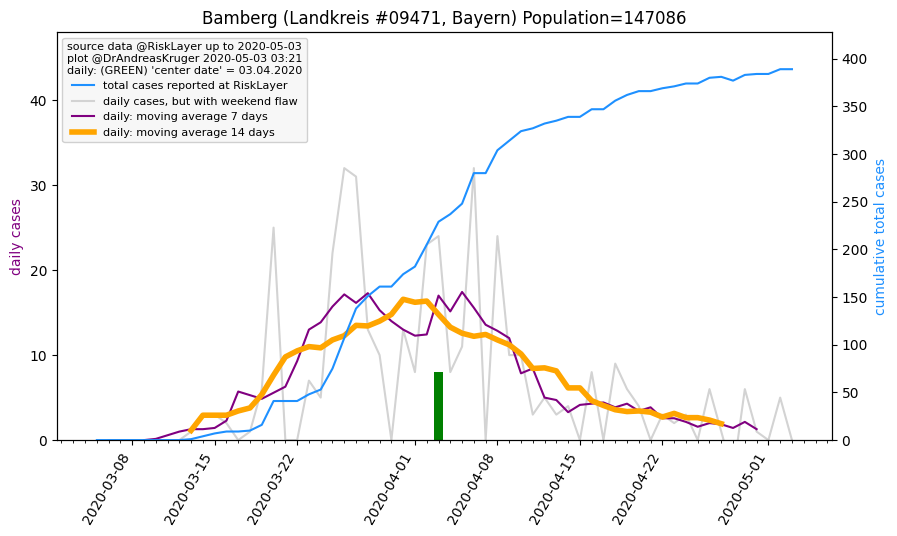 Bamberg (Landkreis #09471, Bayern) Population=147086
source data @RiskLayer up to 2020-05-03
plot @DrAndreasKruger 2020-05-03 03:21
daily: (GREEN) 'center date' = 03.04.2020
total cases reported at RiskLayer
daily cases, but with weekend flaw
daily: moving average 7 days
daily: moving average 14 days
daily cases
0
10
20
30
40
cumulative total cases
0
50
100
150
200
250
300
350
400
2020-03-08
2020-03-15
2020-03-22
2020-04-01
2020-04-08
2020-04-15
2020-04-22
2020-05-01